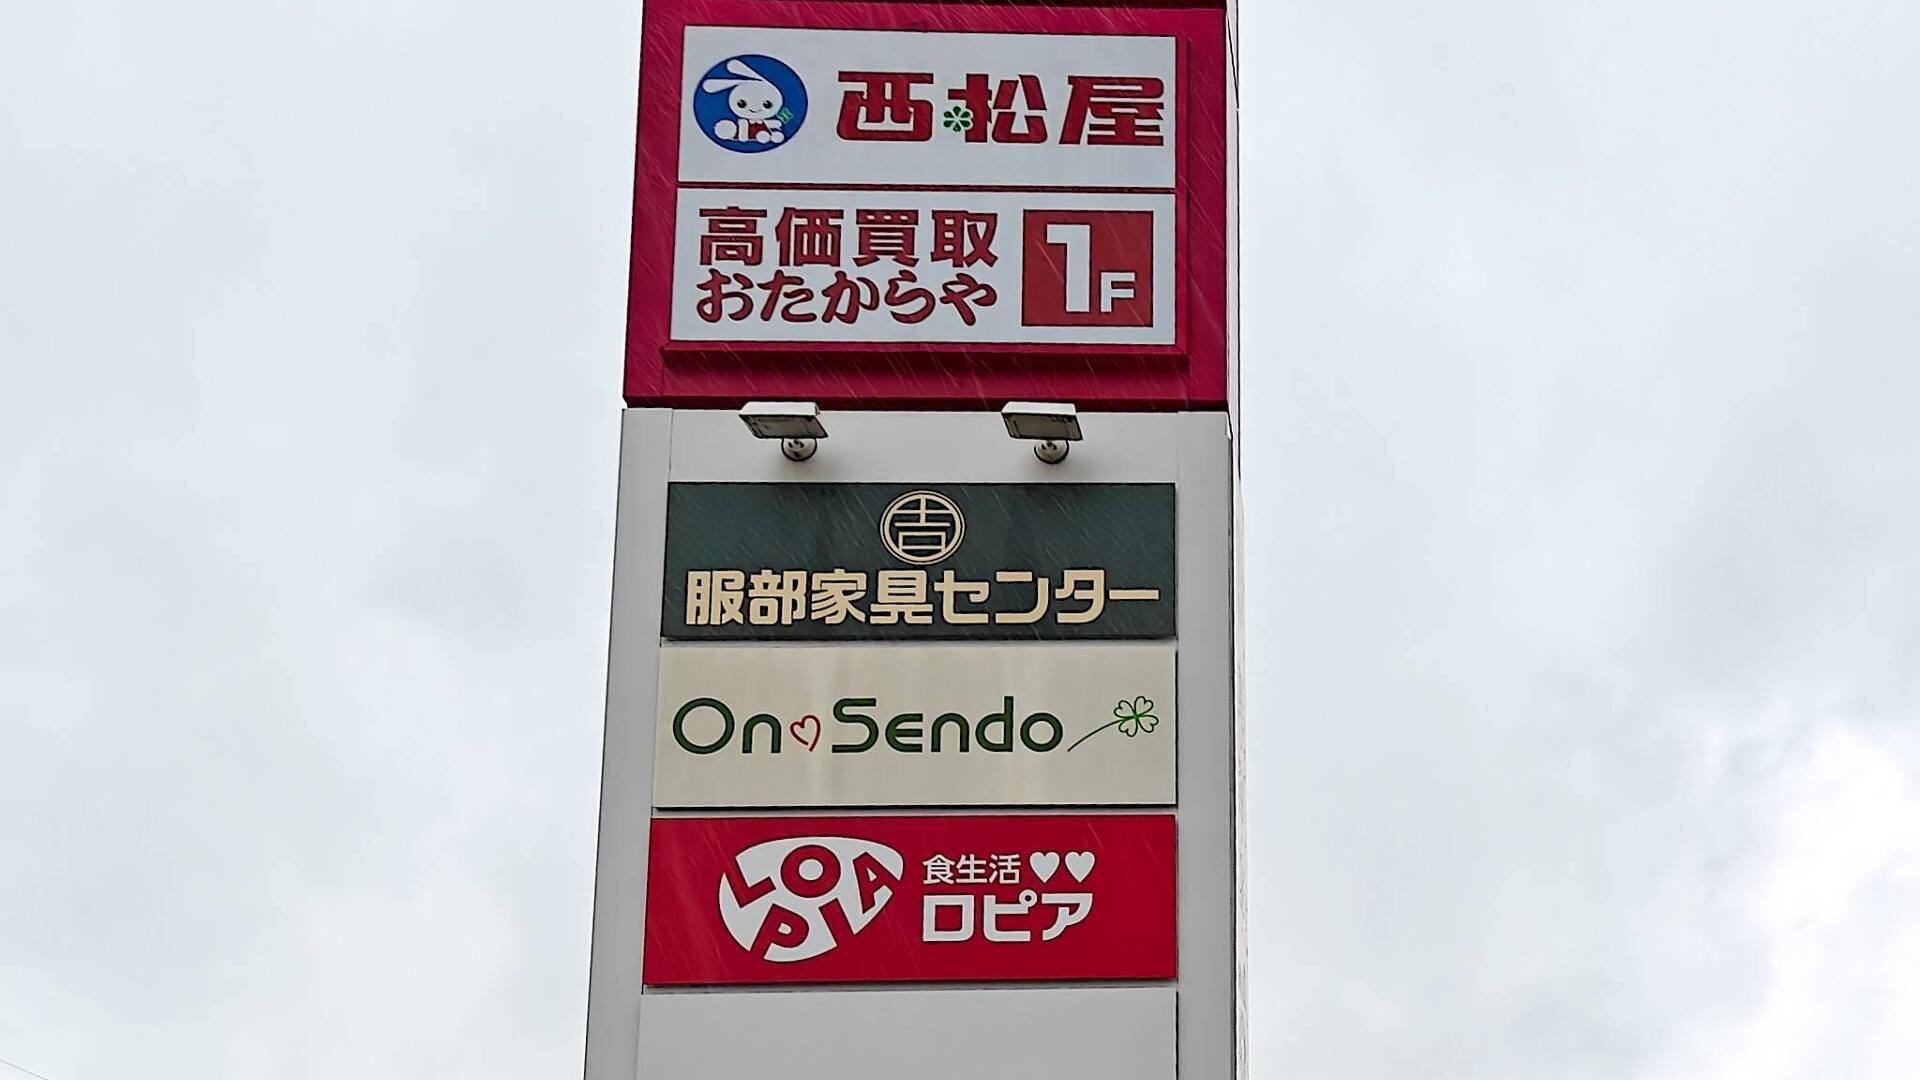 西松屋
高価買取
おたからや
1F
吉
服部家具センター
On Sendo
LOPIA
食生活♥♥
ロピア